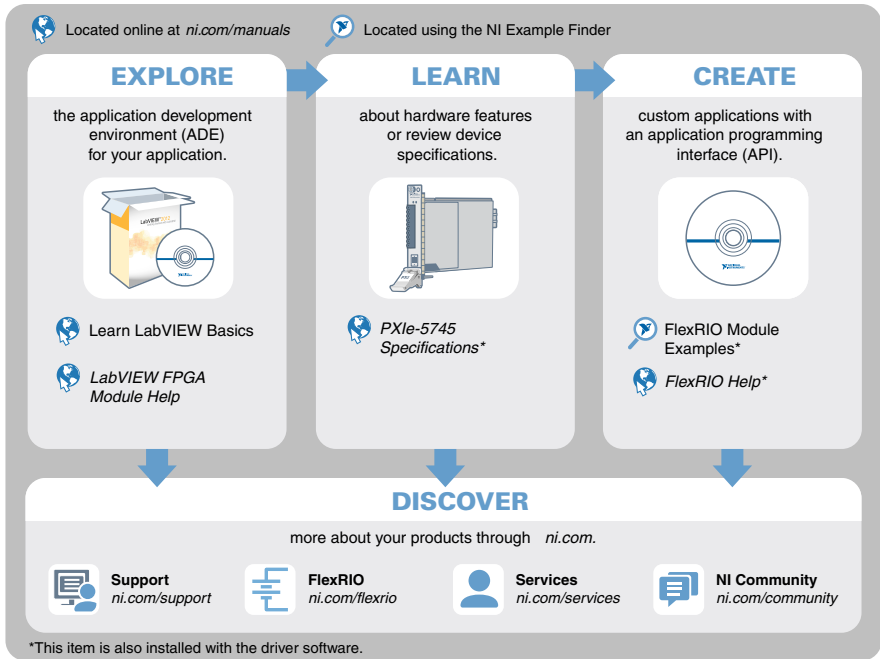 Located online at ni.com/manuals
Located using the NI Example Finder
EXPLORE
the application development
environment (ADE)
for your application.
LabVIEW
Learn LabVIEW Basics
LabVIEW FPGA
Module Help
LEARN
about hardware features
or review device
specifications.
PXIe-5745
Specifications*
CREATE
custom applications with
an application programming
interface (API).
FlexRIO Module
Examples*
FlexRIO Help*
DISCOVER
more about your products through ni.com.
Support
ni.com/support
FlexRIO
ni.com/flexrio
Services
ni.com/services
NI Community
ni.com/community
*This item is also installed with the driver software.